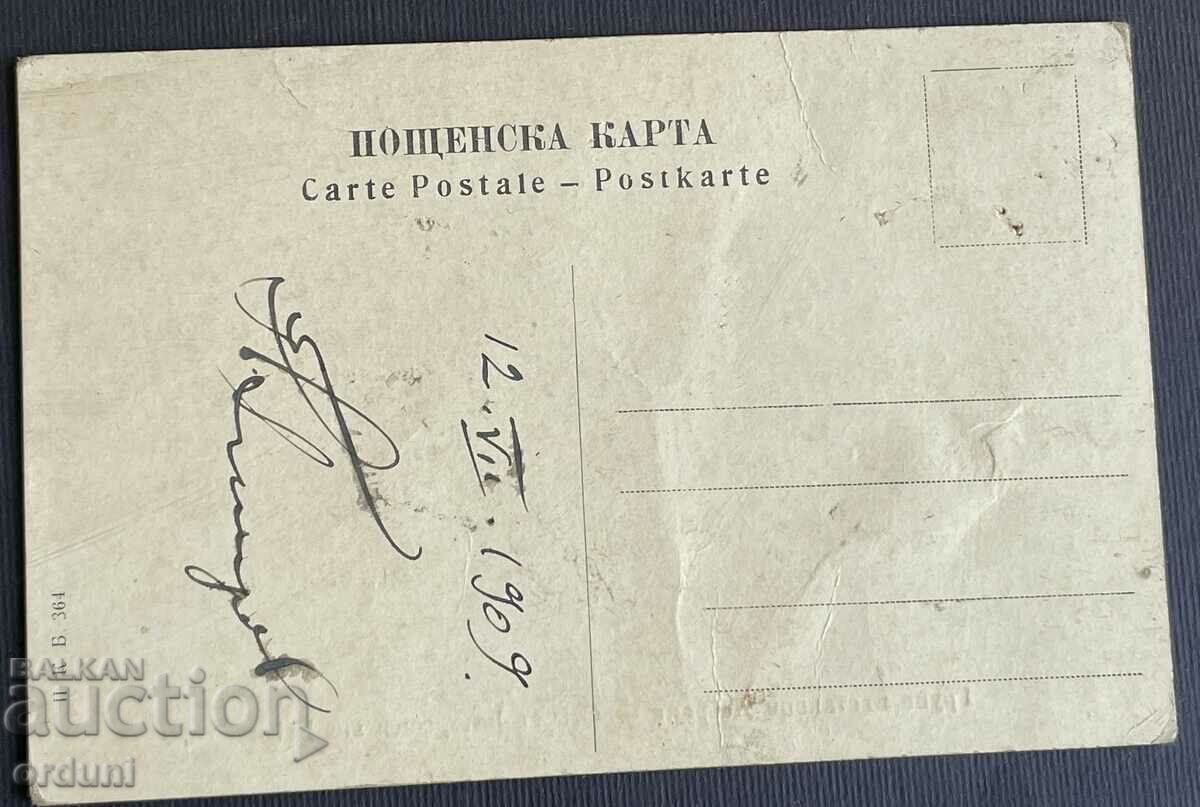 ПОЩЕНСКА КАРТА
Carte Postale – Postkarte
12.VII.1909.
П К Б 364
BALKAN
auction
orduni